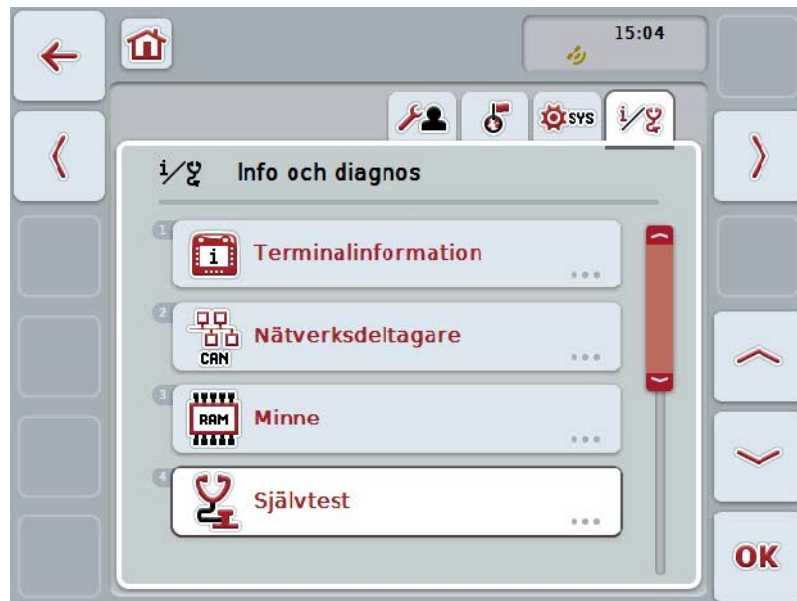 15:04
SYS
i
i Info och diagnos
1
i
Terminalinformation
2
CAN
Nätverksdeltagare
3
RAM
Minne
4
Självtest
OK